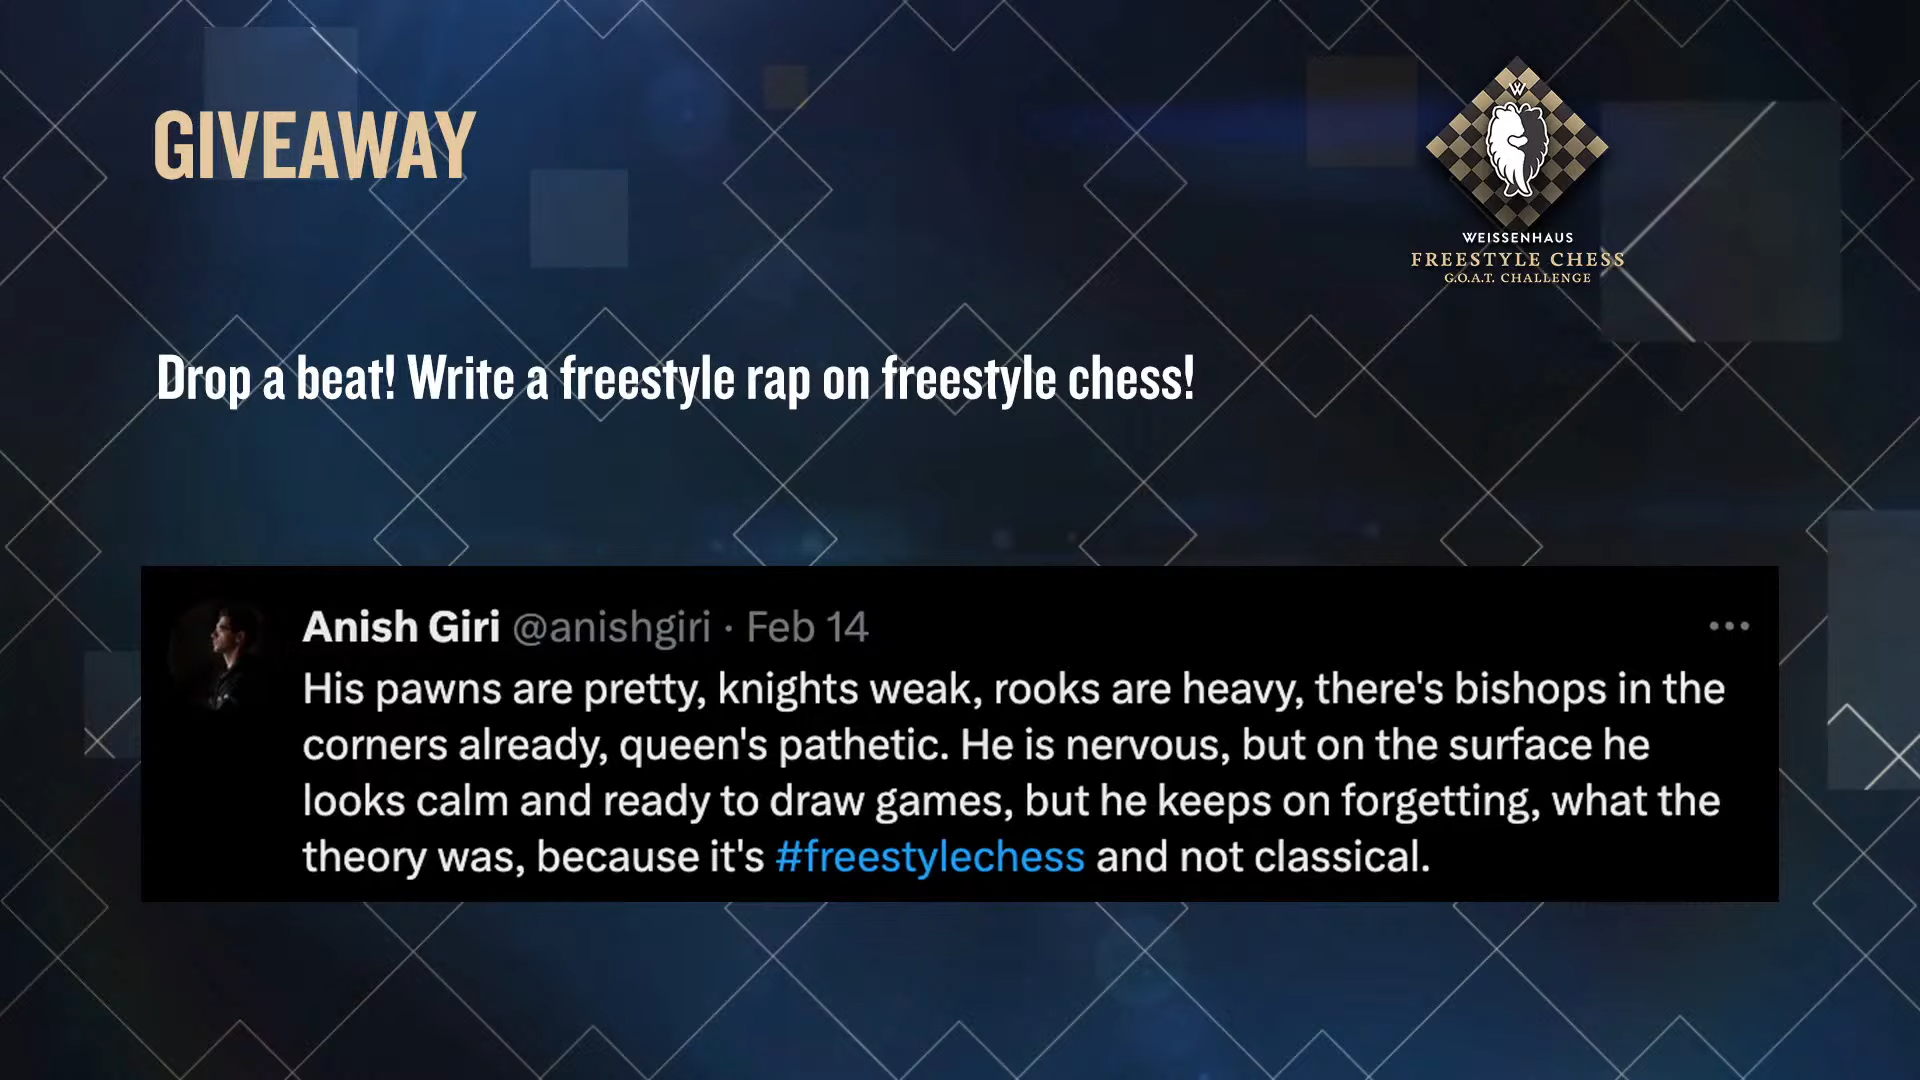 GIVEAWAY
W
WEISSENHAUS
FREESTYLE CHESS
G.O.A.T. CHALLENGE
Drop a beat! Write a freestyle rap on freestyle chess!
Anish Giri @anishgiri · Feb 14
His pawns are pretty, knights weak, rooks are heavy, there's bishops in the
corners already, queen's pathetic. He is nervous, but on the surface he
looks calm and ready to draw games, but he keeps on forgetting, what the
theory was, because it's #freestylechess and not classical.